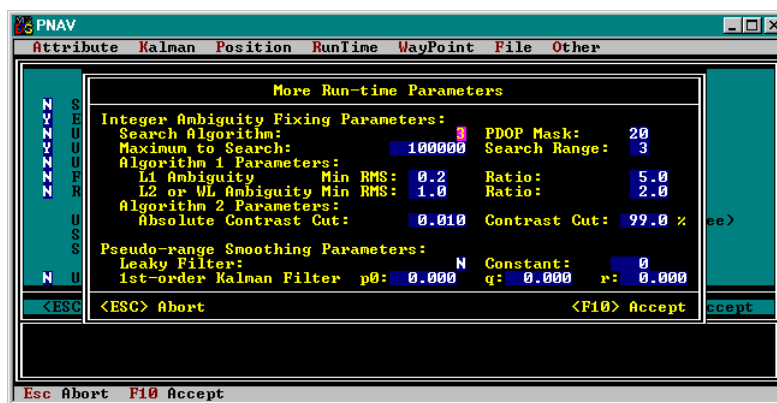 PNAV
Attribute Kalman Position RunTime WayPoint File Other
More Run-time Parameters
N S
Y E Integer Ambiguity Fixing Parameters:
N U Search Algorithm: 3 PDOP Mask: 20
Y U Maximum to Search: 100000 Search Range: 3
N U Algorithm 1 Parameters:
N F L1 Ambiguity Min RMS: 0.2 Ratio: 5.0
N R L2 or WL Ambiguity Min RMS: 1.0 Ratio: 2.0
Algorithm 2 Parameters:
U Absolute Contrast Cut: 0.010 Contrast Cut: 99.0 % ee)
S
S Pseudo-range Smoothing Parameters:
Leaky Filter: N Constant: 0
N U 1st-order Kalman Filter p0: 0.000 q: 0.000 r: 0.000
<ESC <ESC> Abort <F10> Accept ccept
Esc Abort F10 Accept